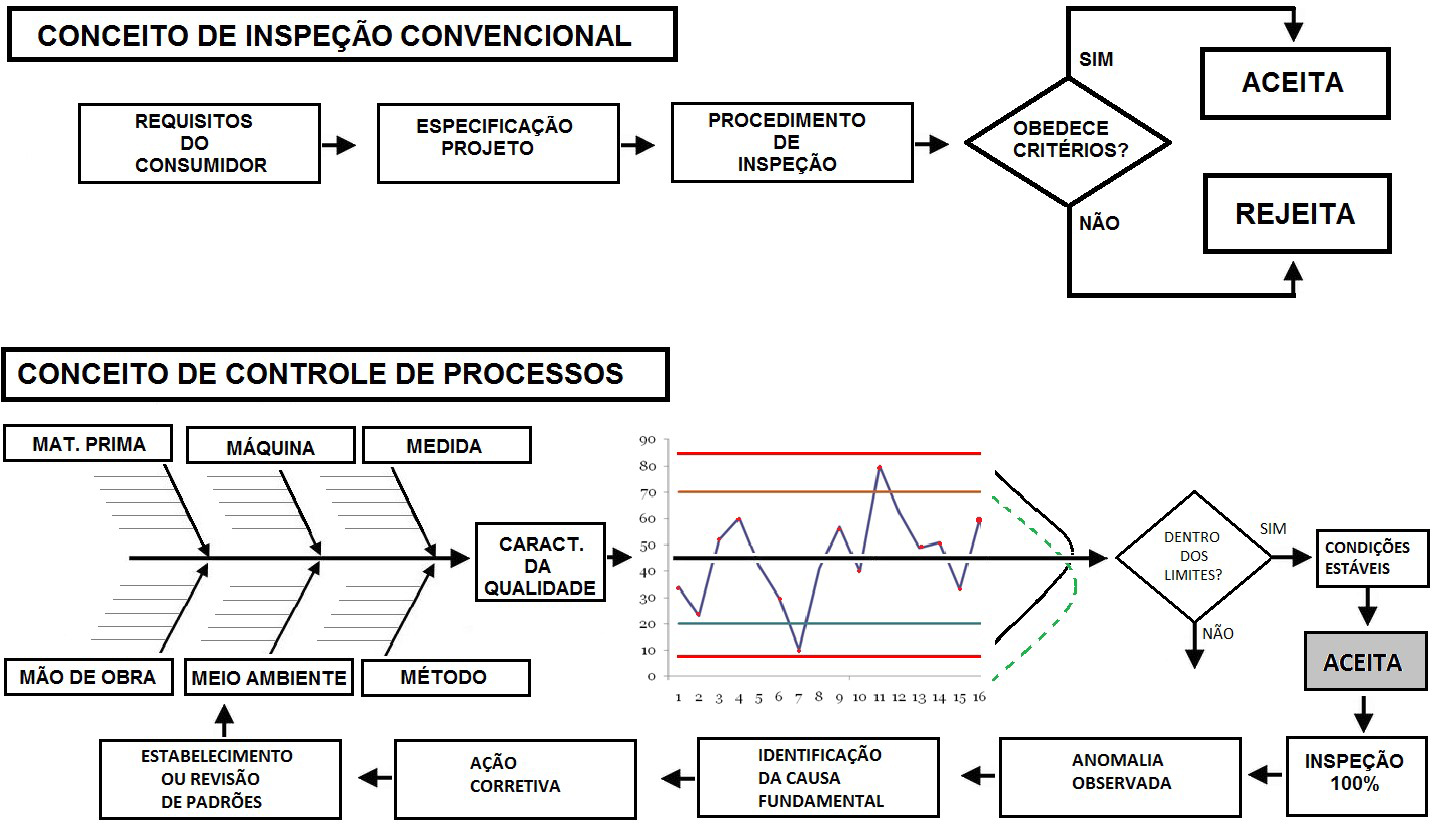 CONCEITO DE INSPEÇÃO CONVENCIONAL
REQUISITOS
DO
CONSUMIDOR
ESPECIFICAÇÃO
PROJETO
PROCEDIMENTO
DE
INSPEÇÃO
OBEDECE
CRITÉRIOS?
SIM
ACEITA
NÃO
REJEITA
CONCEITO DE CONTROLE DE PROCESSOS
MAT. PRIMA
MÁQUINA
MEDIDA
MÃO DE OBRA
MEIO AMBIENTE
MÉTODO
CARACT.
DA
QUALIDADE
90
80
70
60
50
40
30
20
10
0
1 2 3 4 5 6 7 8 9 10 11 12 13 14 15 16
DENTRO
DOS
LIMITES?
SIM
NÃO
CONDIÇÕES
ESTÁVEIS
ACEITA
INSPEÇÃO
100%
ANOMALIA
OBSERVADA
IDENTIFICAÇÃO
DA CAUSA
FUNDAMENTAL
AÇÃO
CORRETIVA
ESTABELECIMENTO
OU REVISÃO
DE PADRÕES